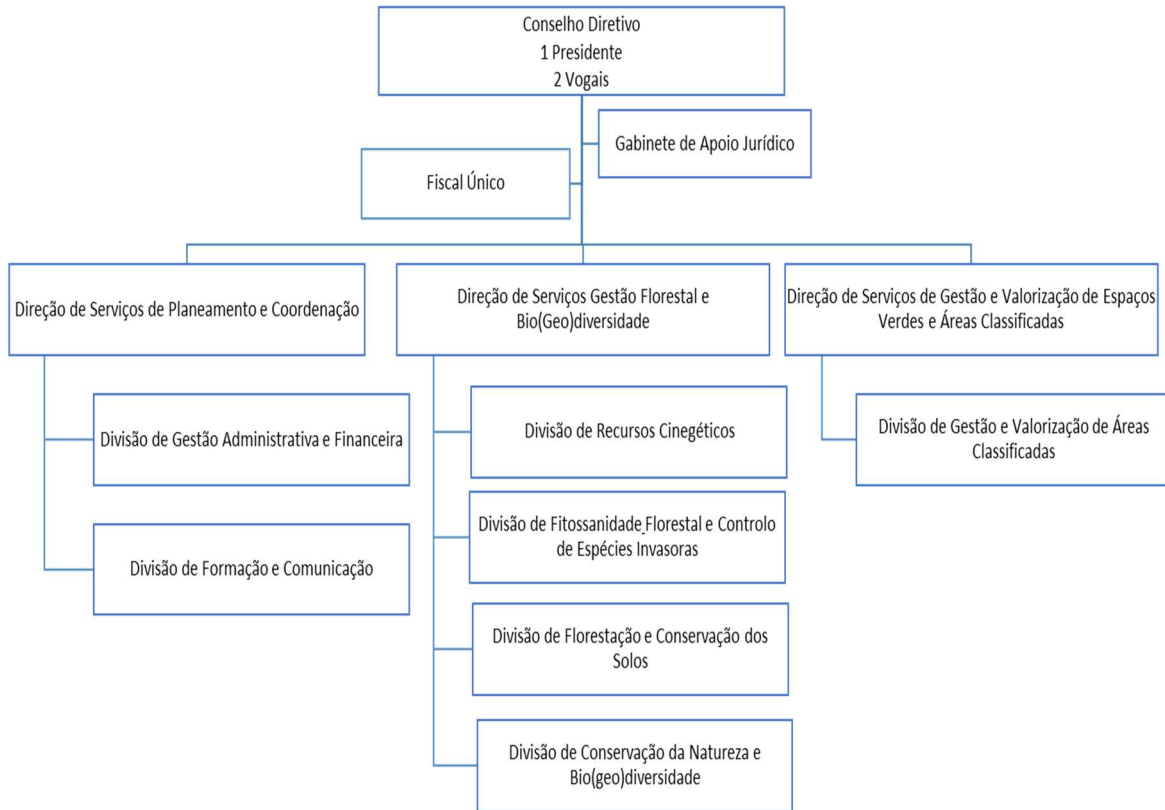 Conselho Diretivo
1 Presidente
2 Vogais
Gabinete de Apoio Jurídico
Fiscal Único
Direção de Serviços de Planeamento e Coordenação
Direção de Serviços Gestão Florestal e
Bio(Geo)diversidade
Direção de Serviços de Gestão e Valorização de Espaços
Verdes e Áreas Classificadas
Divisão de Gestão Administrativa e Financeira
Divisão de Formação e Comunicação
Divisão de Recursos Cinegéticos
Divisão de Fitossanidade Florestal e Controlo
de Espécies Invasoras
Divisão de Florestação e Conservação dos
Solos
Divisão de Conservação da Natureza e
Bio(geo)diversidade
Divisão de Gestão e Valorização de Áreas
Classificadas